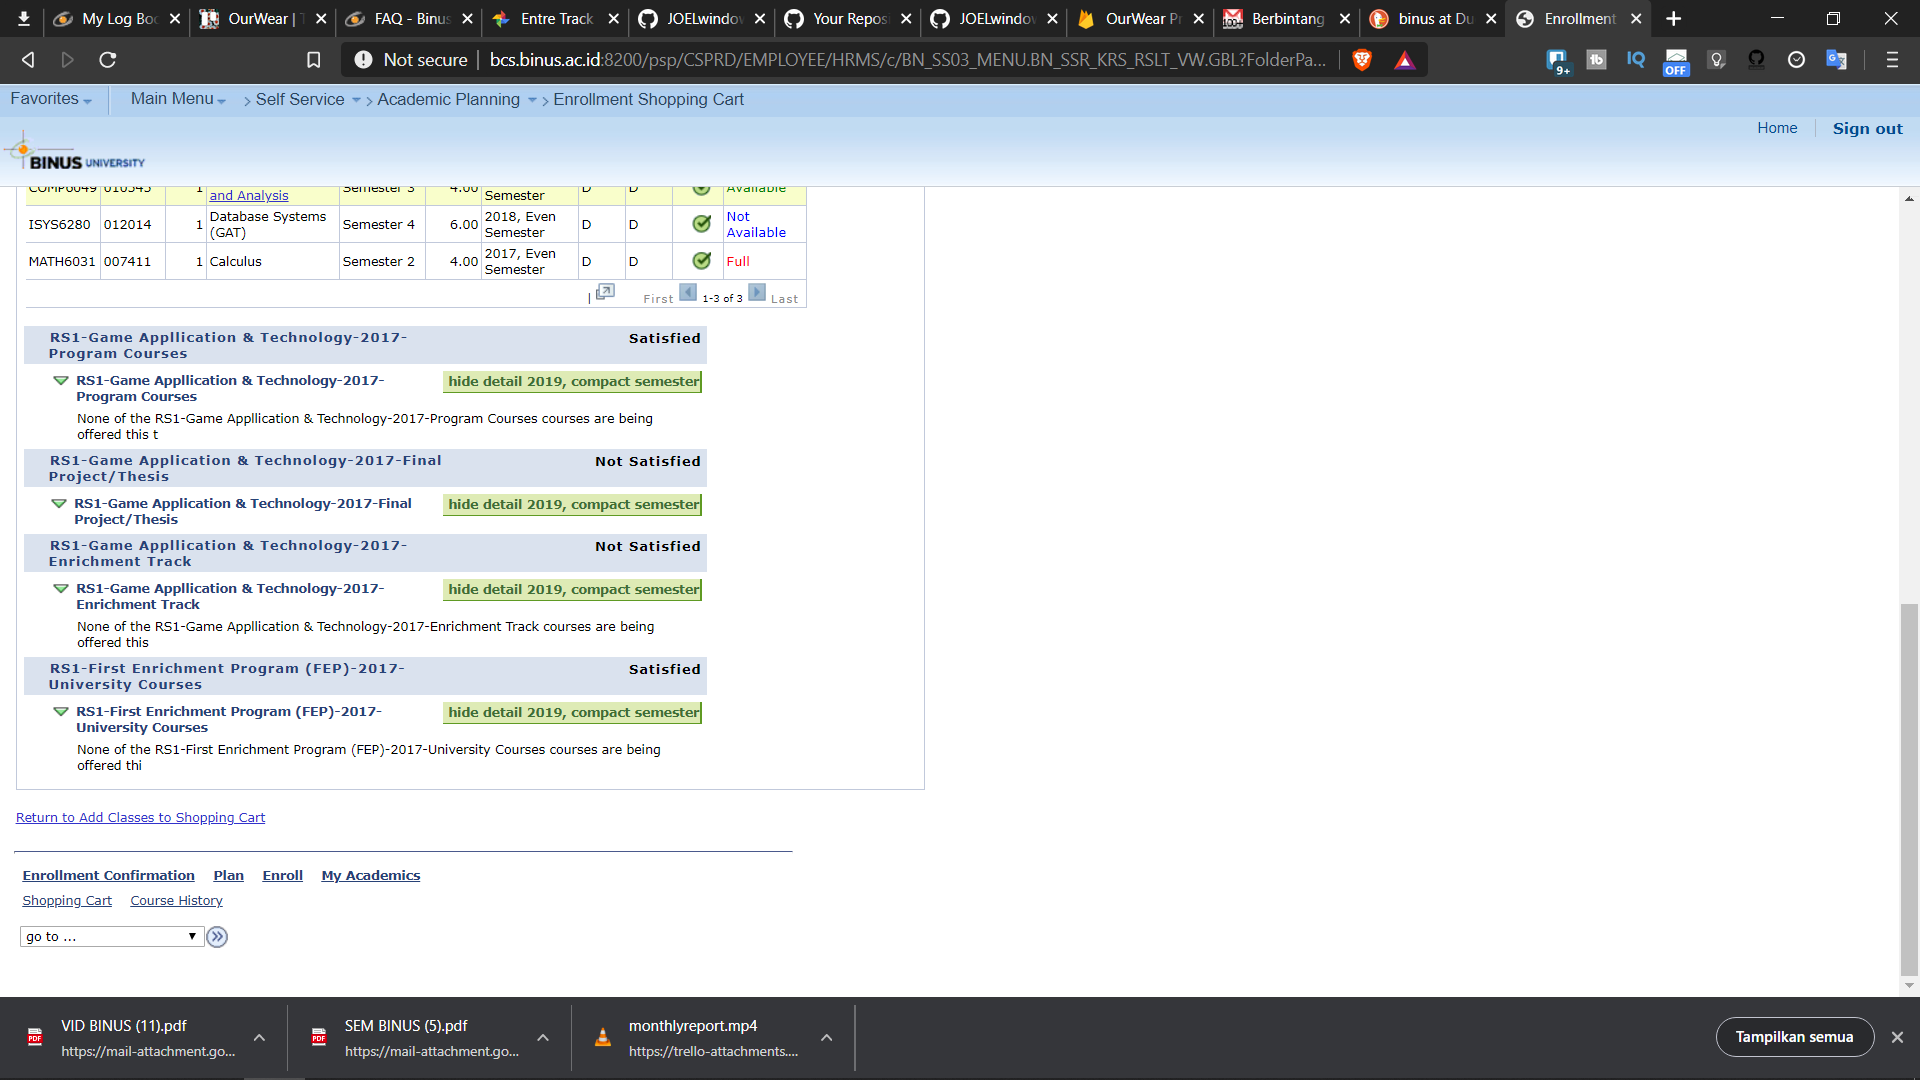 My Log Boo
OurWear | T
FAQ - Binus
Entre Track
JOELwindow
Your Reposi
JOELwindow
OurWear Pr
Berbintang
binus at Du
Enrollment
Not secure
bcs.binus.ac.id:8200/psp/CSPRD/EMPLOYEE/HRMS/c/BN_SS03_MENU.BN_SSR_KRS_RSLT_VW.GBL?FolderPa...
9+
OFF
Favorites
Main Menu
> Self Service
> Academic Planning
> Enrollment Shopping Cart
Home
Sign out
BINUS UNIVERSITY
COMP6049 010545 1 and Analysis Semester 3 4.00 Semester D D Available
ISYS6280 012014 1 Database Systems (GAT) Semester 4 6.00 2018, Even Semester D D Not Available
MATH6031 007411 1 Calculus Semester 2 4.00 2017, Even Semester D D Full
| First 1-3 of 3 Last
RS1-Game Appllication & Technology-2017-
Program Courses
Satisfied
RS1-Game Appllication & Technology-2017-
Program Courses
hide detail 2019, compact semester
None of the RS1-Game Appllication & Technology-2017-Program Courses courses are being
offered this t
RS1-Game Application & Technology-2017-Final
Project/Thesis
Not Satisfied
RS1-Game Application & Technology-2017-Final
Project/Thesis
hide detail 2019, compact semester
RS1-Game Appllication & Technology-2017-
Enrichment Track
Not Satisfied
RS1-Game Appllication & Technology-2017-
Enrichment Track
hide detail 2019, compact semester
None of the RS1-Game Appllication & Technology-2017-Enrichment Track courses are being
offered this
RS1-First Enrichment Program (FEP)-2017-
University Courses
Satisfied
RS1-First Enrichment Program (FEP)-2017-
University Courses
hide detail 2019, compact semester
None of the RS1-First Enrichment Program (FEP)-2017-University Courses courses are being
offered thi
Return to Add Classes to Shopping Cart
Enrollment Confirmation Plan Enroll My Academics
Shopping Cart Course History
go to ...
VID BINUS (11).pdf
https://mail-attachment.go...
SEM BINUS (5).pdf
https://mail-attachment.go...
monthlyreport.mp4
https://trello-attachments....
Tampilkan semua